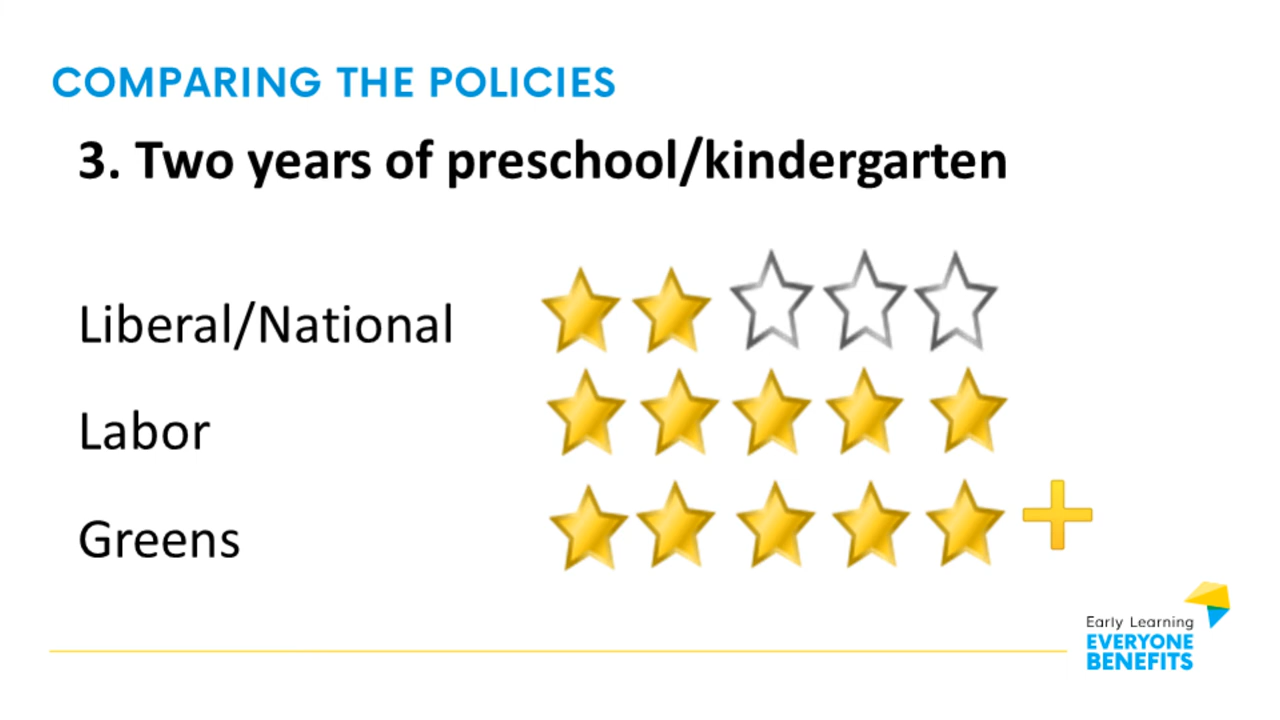 COMPARING THE POLICIES
3. Two years of preschool/kindergarten
Liberal/National
Labor
Greens
Early Learning
EVERYONE
BENEFITS